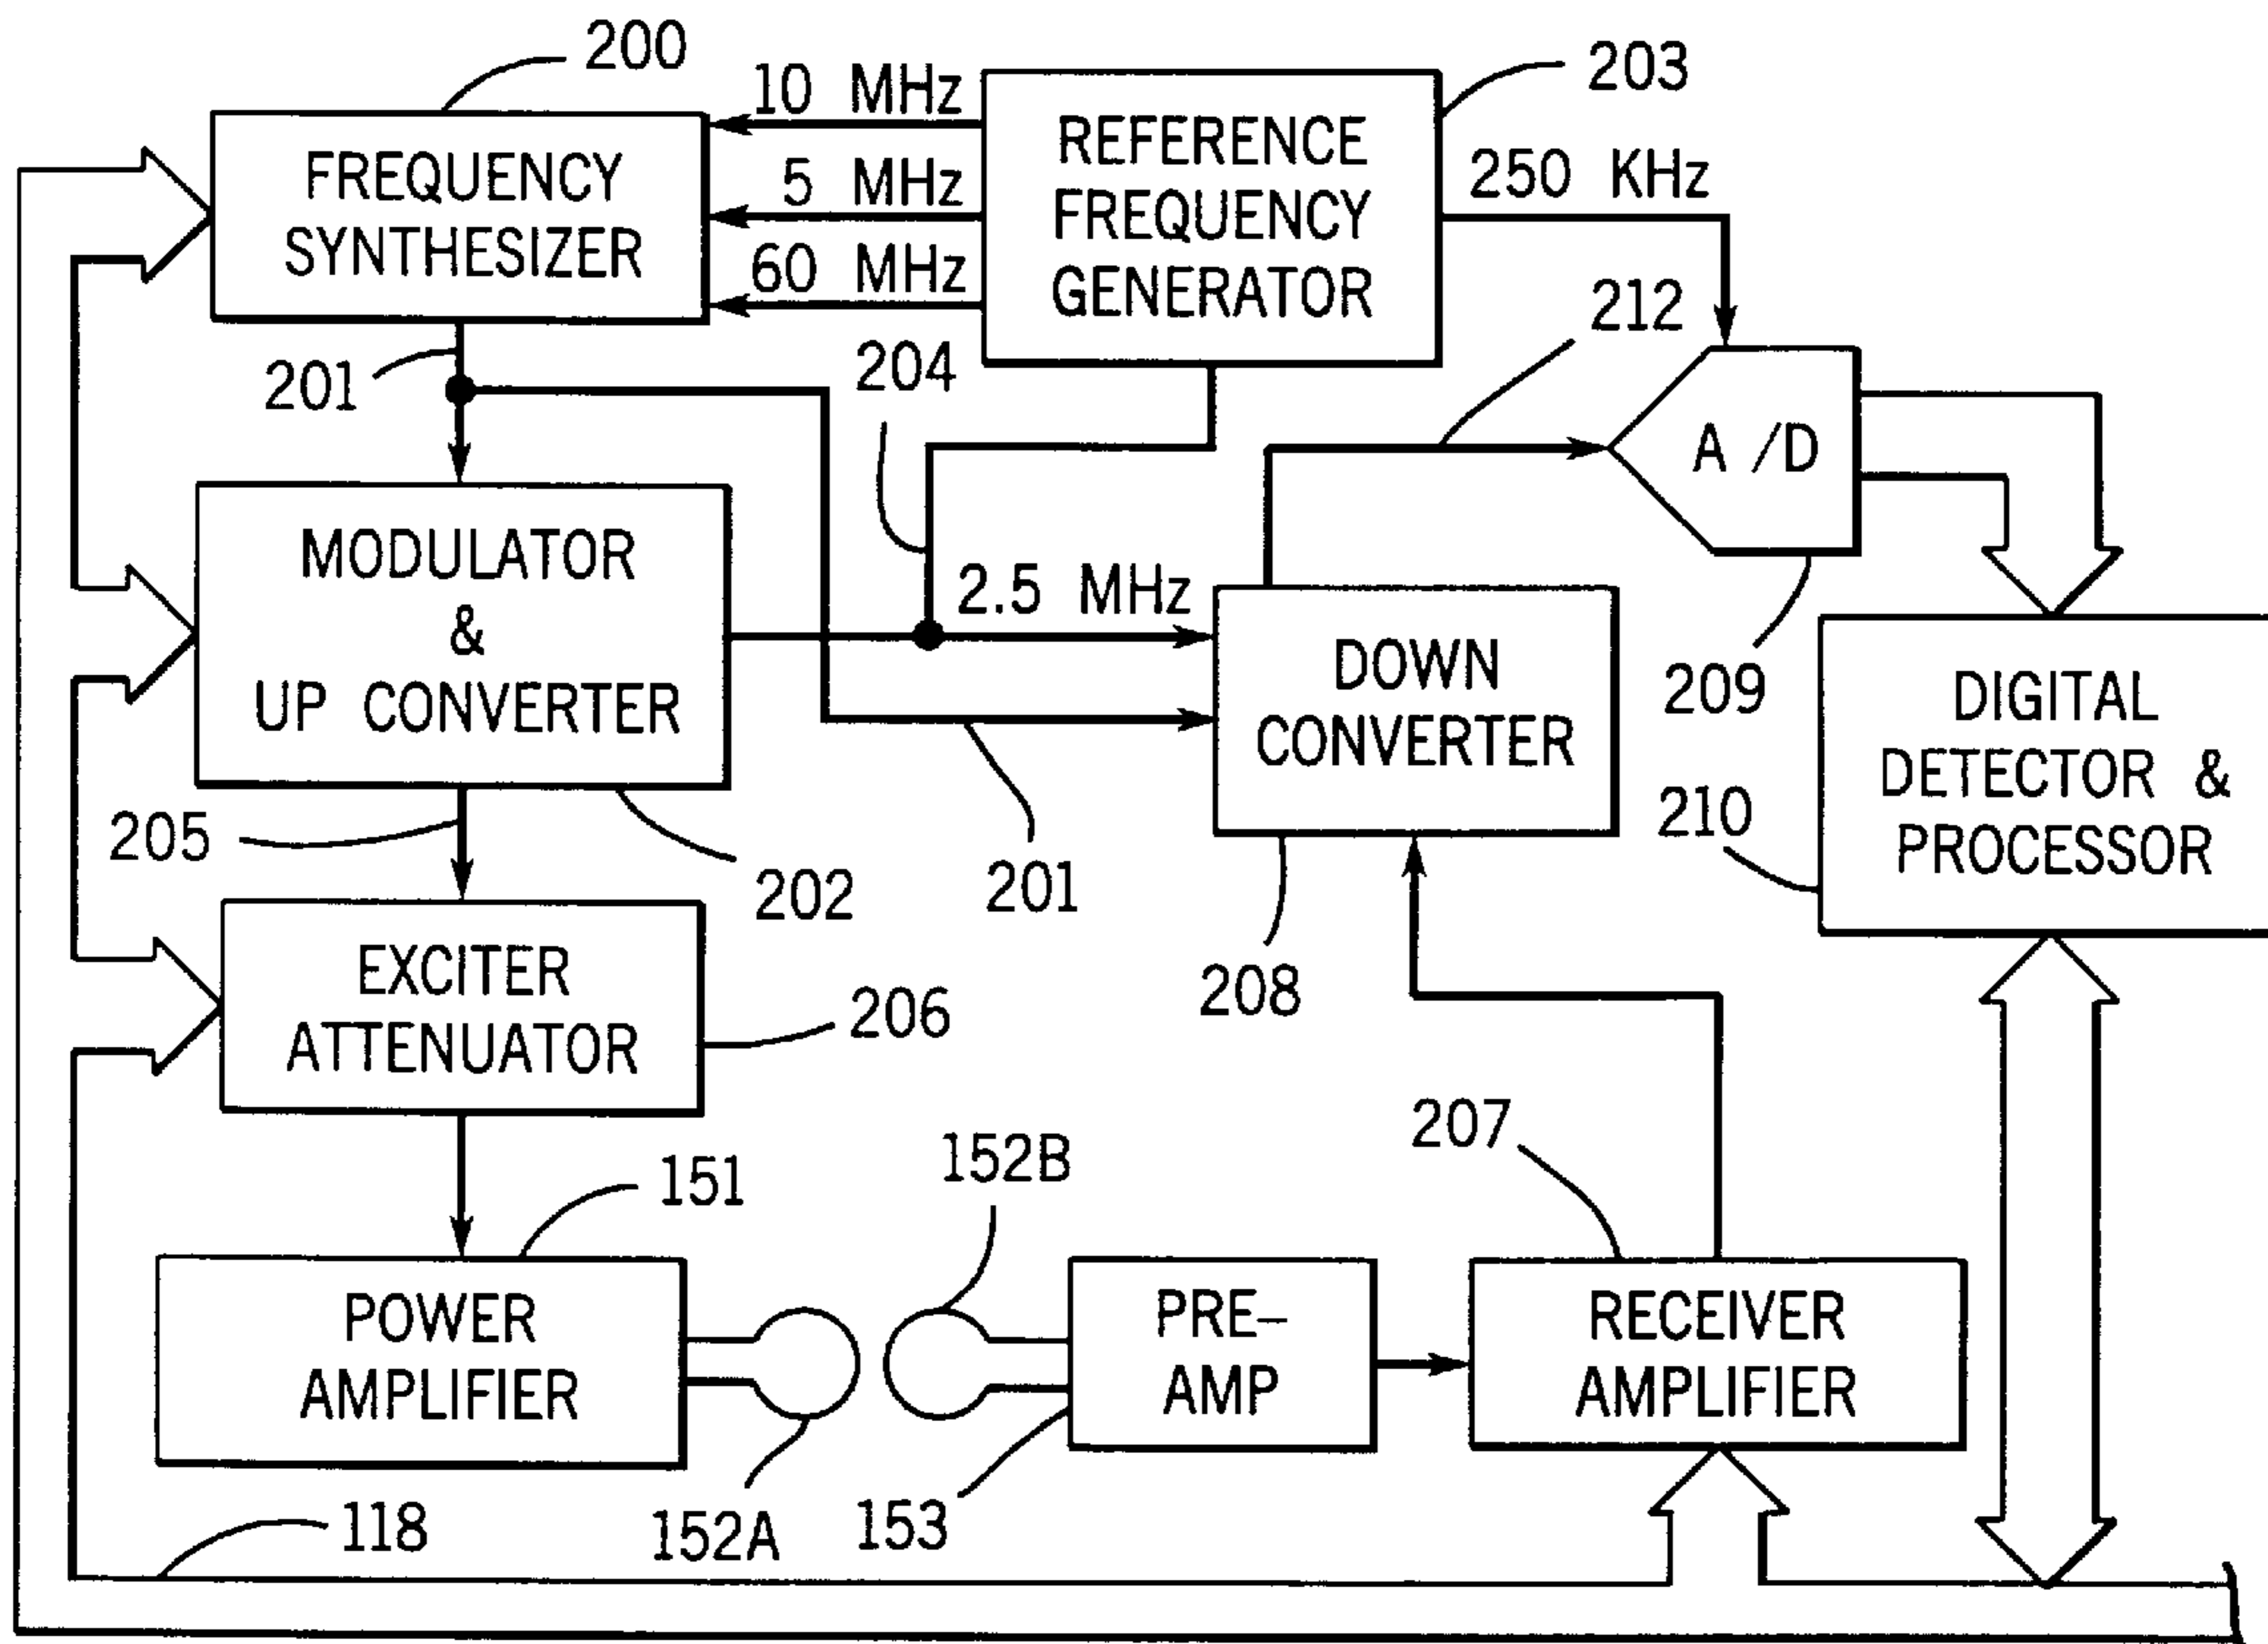 200
10 MHz
203
FREQUENCY
SYNTHESIZER
5 MHz
60 MHz
REFERENCE
FREQUENCY
GENERATOR
250 KHz
212
201
204
A /D
MODULATOR
&
UP CONVERTER
2.5 MHz
DOWN
CONVERTER
209
DIGITAL
DETECTOR &
PROCESSOR
210
205
202
201
208
EXCITER
ATTENUATOR
206
207
151
152B
POWER
AMPLIFIER
PRE-
AMP
RECEIVER
AMPLIFIER
118
152A
153